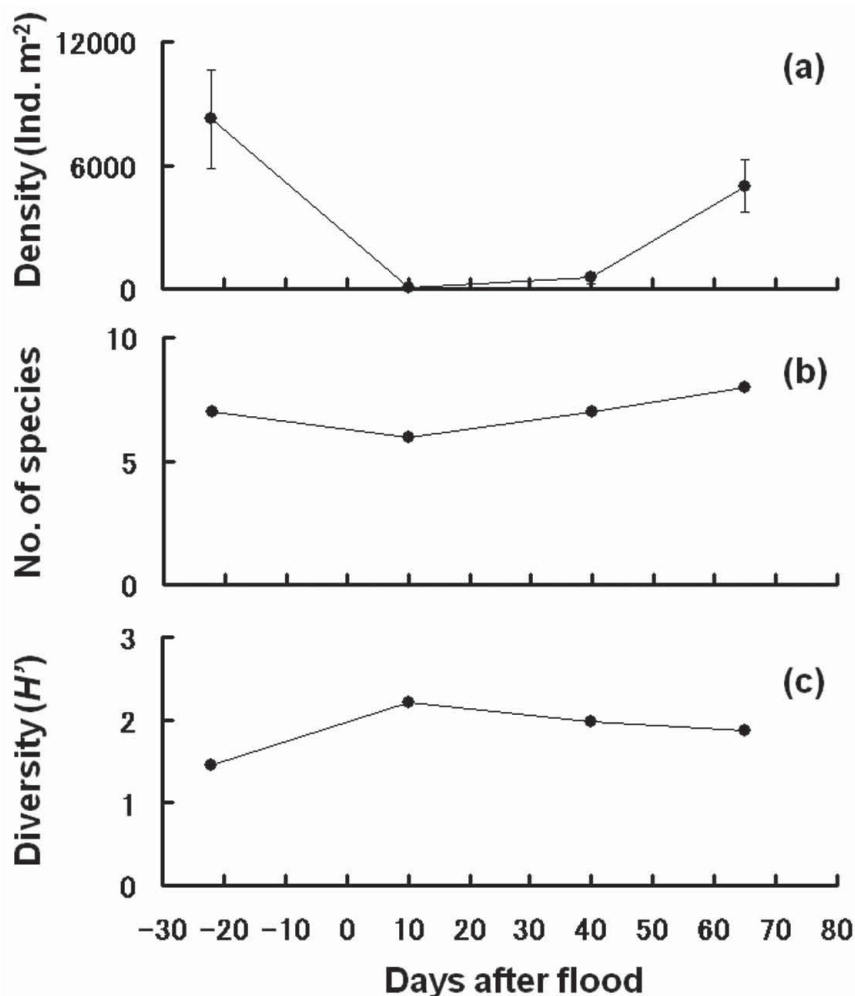 Density (Ind. m-2)
12000
6000
0
(a)
No. of species
10
5
0
(b)
Diversity (H')
3
2
1
0
(c)
−30 −20 −10 0 10 20 30 40 50 60 70 80
Days after flood